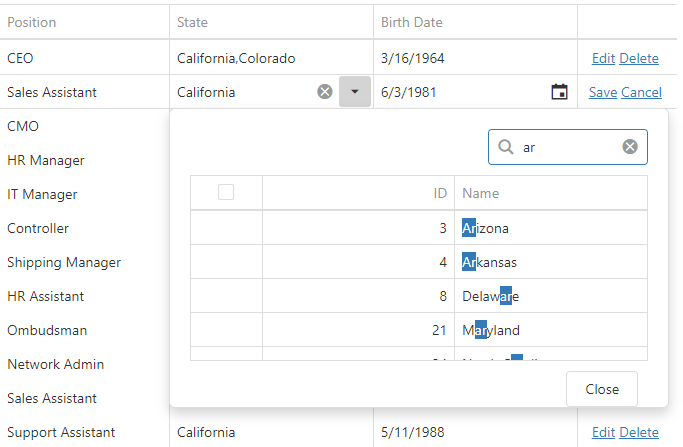 Position State Birth Date
CEO California,Colorado 3/16/1964 Edit Delete
Sales Assistant California 6/3/1981 Save Cancel
CMO
ar
HR Manager
ID Name
IT Manager
Controller 3 Arizona
Shipping Manager 4 Arkansas
HR Assistant 8 Delaware
Ombudsman 21 Maryland
Network Admin
Close
Sales Assistant
Support Assistant California 5/11/1988 Edit Delete